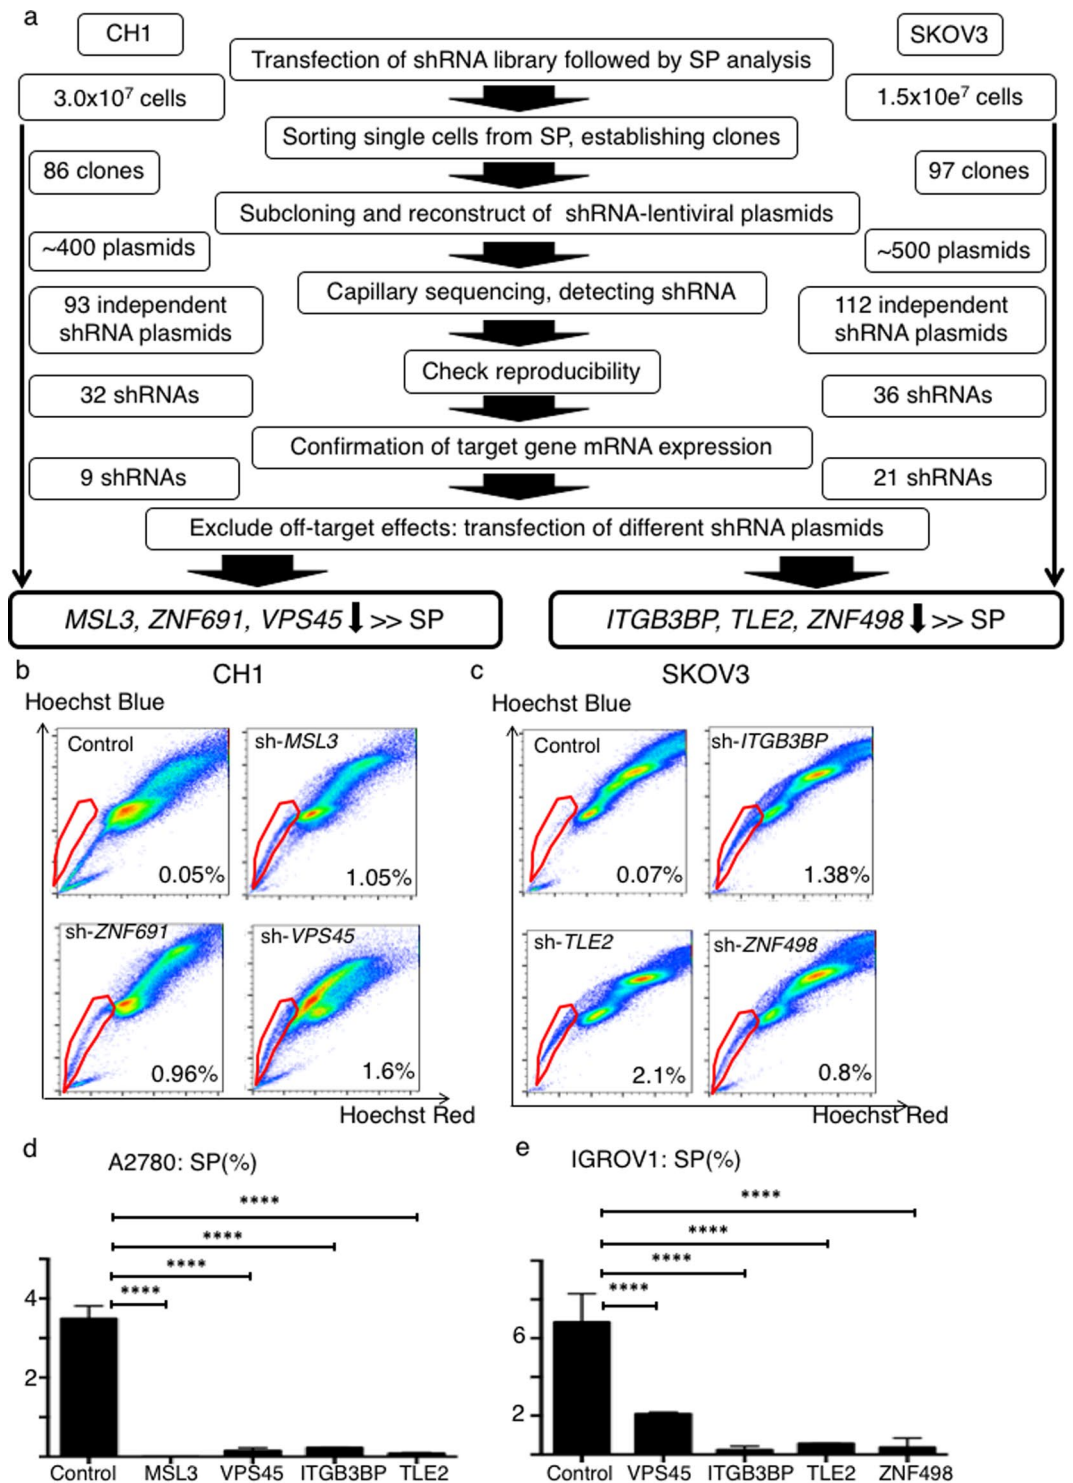 a
CH1
SKOV3
Transfection of shRNA library followed by SP analysis
3.0x10⁷ cells
1.5x10e⁷ cells
Sorting single cells from SP, establishing clones
86 clones
97 clones
Subcloning and reconstruct of shRNA-lentiviral plasmids
~400 plasmids
~500 plasmids
Capillary sequencing, detecting shRNA
93 independent
shRNA plasmids
112 independent
shRNA plasmids
Check reproducibility
32 shRNAs
36 shRNAs
Confirmation of target gene mRNA expression
9 shRNAs
21 shRNAs
Exclude off-target effects: transfection of different shRNA plasmids
MSL3, ZNF691, VPS45 ⬇ >> SP
ITGB3BP, TLE2, ZNF498 ⬇ >> SP
b
CH1
Hoechst Blue
Control
0.05%
sh-MSL3
1.05%
sh-ZNF691
0.96%
sh-VPS45
1.6%
Hoechst Red
c
SKOV3
Hoechst Blue
Control
0.07%
sh-ITGB3BP
1.38%
sh-TLE2
2.1%
sh-ZNF498
0.8%
Hoechst Red
d
A2780: SP(%)
****
****
****
****
4
2
Control MSL3 VPS45 ITGB3BP TLE2
e
IGROV1: SP(%)
****
****
****
****
6
2
Control VPS45 ITGB3BP TLE2 ZNF498